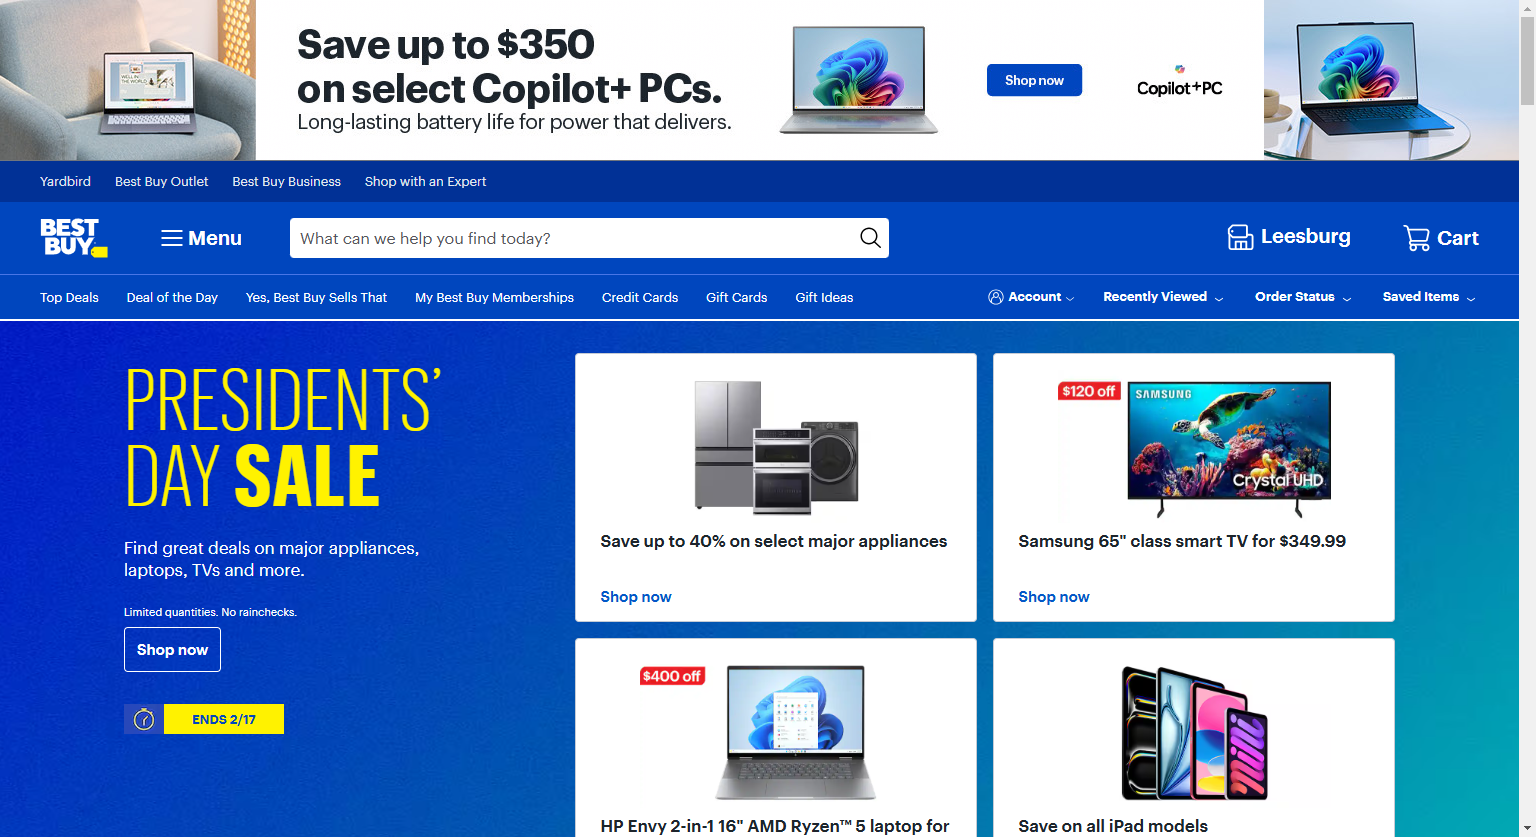 Save up to $350
on select Copilot+ PCs.
Long-lasting battery life for power that delivers.
Shop now
Copilot+PC
Yardbird
Best Buy Outlet
Best Buy Business
Shop with an Expert
BEST
BUY
Menu
What can we help you find today?
Leesburg
Cart
Top Deals
Deal of the Day
Yes, Best Buy Sells That
My Best Buy Memberships
Credit Cards
Gift Cards
Gift Ideas
Account
Recently Viewed
Order Status
Saved Items
PRESIDENTS’
DAY SALE
Find great deals on major appliances,
laptops, TVs and more.
Limited quantities. No rainchecks.
Shop now
ENDS 2/17
Save up to 40% on select major appliances
Shop now
$120 off
SAMSUNG
Crystal UHD
Samsung 65" class smart TV for $349.99
Shop now
$400 off
HP Envy 2-in-1 16" AMD Ryzen™ 5 laptop for
Save on all iPad models